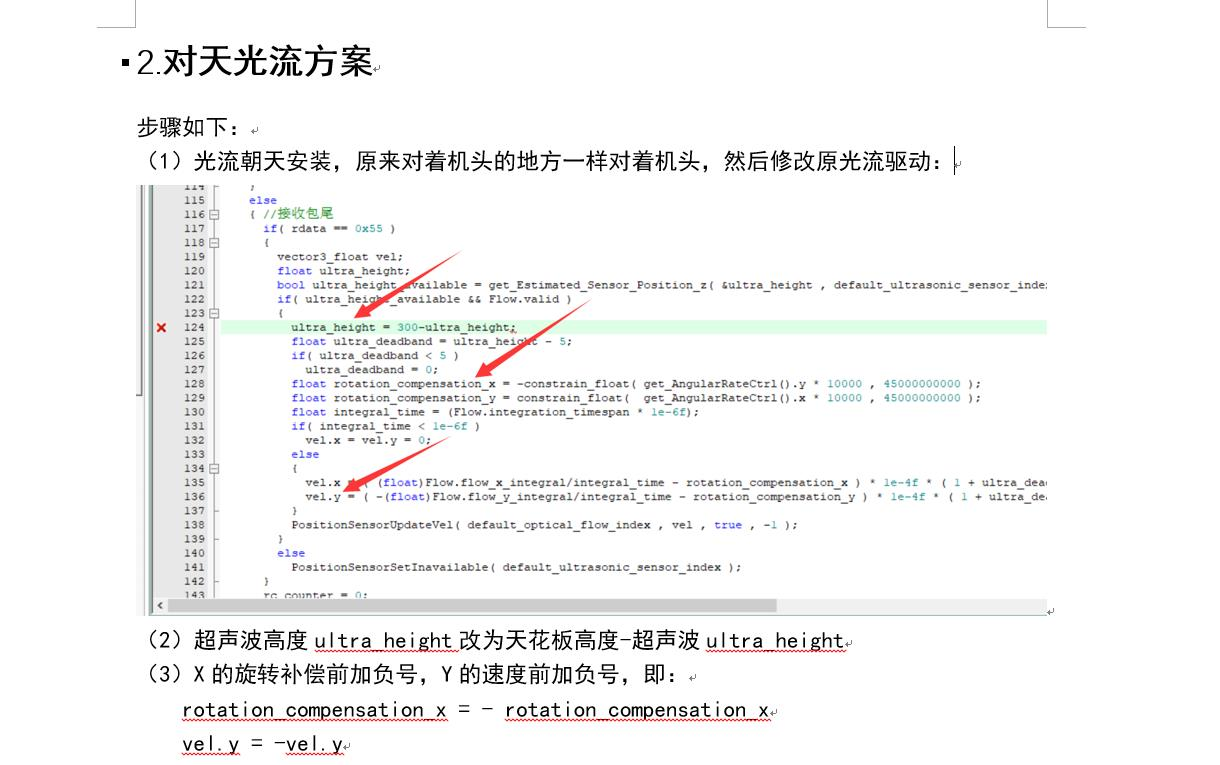 2.对天光流方案
步骤如下：
（1）光流朝天安装，原来对着机头的地方一样对着机头，然后修改原光流驱动：
114 }
115 else
116 { //接收包尾
117 if( rdata == 0x55 )
118 {
119 vector3_float vel;
120 float ultra_height;
121 bool ultra_height_available = get_Estimated_Sensor_Position_z( &ultra_height , default_ultrasonic_sensor_inde
122 if( ultra_height_available && Flow.valid )
123 {
124 ultra_height = 300-ultra_height;
125 float ultra_deadband = ultra_height - 5;
126 if( ultra_deadband < 5 )
127 ultra_deadband = 0;
128 float rotation_compensation_x = -constrain_float( get_AngularRateCtrl().y * 10000 , 45000000000 );
129 float rotation_compensation_y = constrain_float( get_AngularRateCtrl().x * 10000 , 45000000000 );
130 float integral_time = (Flow.integration_timespan * 1e-6f);
131 if( integral_time < 1e-6f )
132 vel.x = vel.y = 0;
133 else
134 {
135 vel.x = ( (float)Flow.flow_x_integral/integral_time - rotation_compensation_x ) * 1e-4f * ( 1 + ultra_dea
136 vel.y = ( -(float)Flow.flow_y_integral/integral_time - rotation_compensation_y ) * 1e-4f * ( 1 + ultra_de
137 }
138 PositionSensorUpdateVel( default_optical_flow_index , vel , true , -1 );
139 }
140 else
141 PositionSensorSetInavailable( default_ultrasonic_sensor_index );
142 }
143 rc_counter = 0;
（2）超声波高度 ultra_height 改为天花板高度-超声波 ultra_height
（3）X 的旋转补偿前加负号，Y 的速度前加负号，即：
rotation_compensation_x = - rotation_compensation_x
vel.y = -vel.y